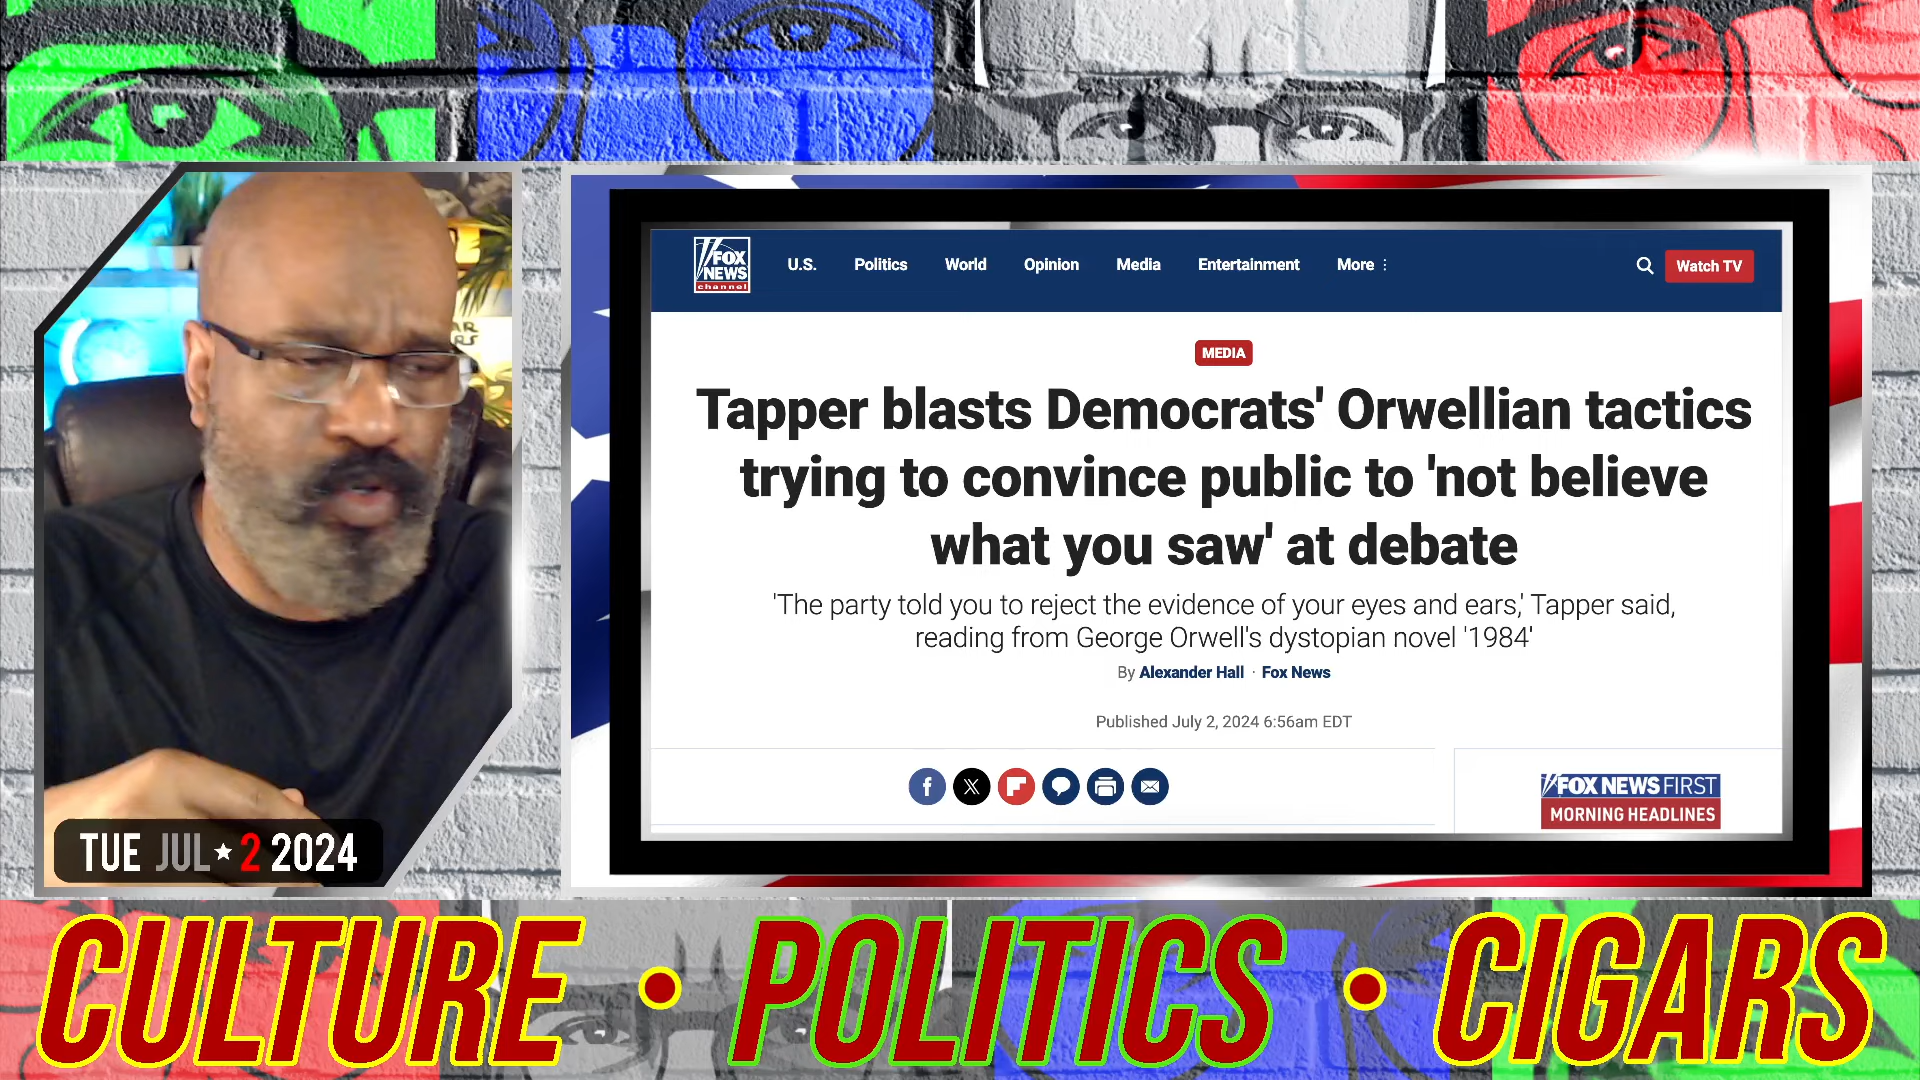 FOX
NEWS
channel
U.S. Politics World Opinion Media Entertainment More
Watch TV
MEDIA
Tapper blasts Democrats' Orwellian tactics
trying to convince public to 'not believe
what you saw' at debate
'The party told you to reject the evidence of your eyes and ears,' Tapper said,
reading from George Orwell's dystopian novel '1984'
By Alexander Hall · Fox News
Published July 2, 2024 6:56am EDT
FOX NEWS FIRST
MORNING HEADLINES
TUE JUL★2 2024
CULTURE • POLITICS • CIGARS